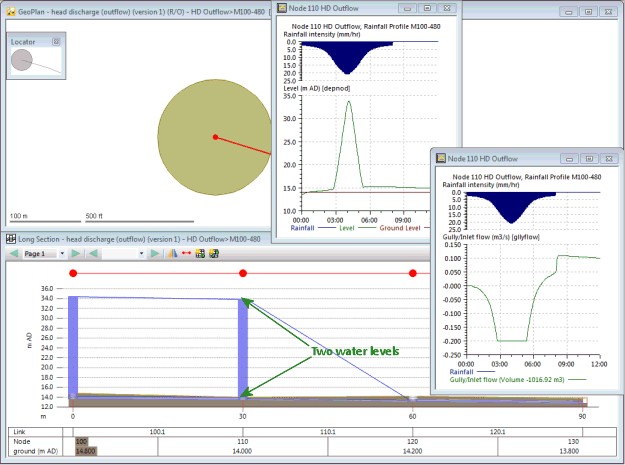 GeoPlan - head discharge (outflow) (version 1) (R/O) - HD Outflow>M100-480
Locator
100 m
500 ft
Node 110 HD Outflow
Node 110 HD Outflow, Rainfall Profile M100-480
Rainfall intensity (mm/hr)
0.0
5.0
10.0
15.0
20.0
25.0
Level (m AD) [depnod]
35.0
30.0
25.0
20.0
15.0
10.0
00:00 03:00 06:00 09:00
Rainfall Level Ground Level
Node 110 HD Outflow
Node 110 HD Outflow, Rainfall Profile M100-480
Rainfall intensity (mm/hr)
0.0
5.0
10.0
15.0
20.0
25.0
Gully/Inlet flow (m3/s) [gllyflow]
0.150
0.100
0.050
-0.000
-0.050
-0.100
-0.150
-0.200
-0.250
00:00 03:00 06:00 09:00 12:00
Rainfall
Gully/Inlet flow (Volume -1016.92 m3)
Long Section - head discharge (outflow) (version 1) - HD Outflow>M100-480
Page 1
m AD
36.0
34.0
32.0
30.0
28.0
26.0
24.0
22.0
20.0
18.0
16.0
14.0
12.0
Two water levels
m 0 30 60 90
Link 100.1 110.1 120.1
Node 100 110 120 130
ground (m AD) 14.800 14.000 14.200 13.800